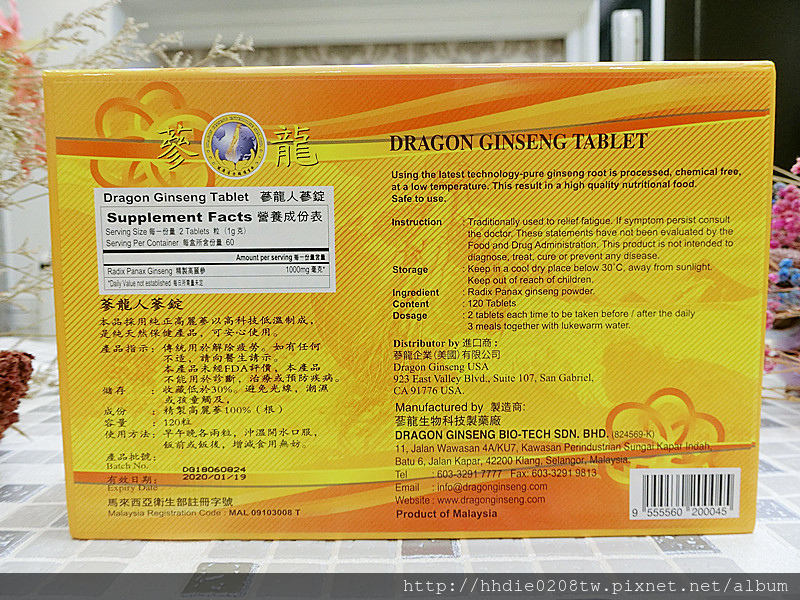 蔘 龍
Dragon Ginseng Tablet 蔘龍人蔘錠
Supplement Facts 營養成份表
Serving Size 每一份量 2 Tablets 粒 (1g 克)
Serving Per Container 每盒所含份量 60
Amount per serving 每一份量含量
Radix Panax Ginseng 精製高麗參 1000mg 毫克*
*Daily Value not established 每日所需量未定
蔘龍人蔘錠
本品採用純正高麗蔘以高科技低溫制成,
是純天然保健產品, 可安心使用。
產品指示: 傳統用於解除疲勞。如有任何
不适, 請向醫生請示。
本產品未經FDA評價, 本產品
不能用於診斷, 治療或預防疾病。
儲存 : 收藏低於30°。避免光線, 潮濕
或孩童觸及。
成份 : 精製高麗蔘100% (根)
容量 : 120粒
使用方法: 早午晚各兩粒, 沖溫開水口服,
飯前或飯後, 增減食用無妨。
產品批號:
Batch No. DG18060824
有效日期: 2020/01/19
Expiry Date
馬來西亞衛生部註冊字號
Malaysia Registration Code : MAL 09103008 T
DRAGON GINSENG TABLET
Using the latest technology-pure ginseng root is processed, chemical free,
at a low temperature. This result in a high quality nutritional food.
Safe to use.
Instruction : Traditionally used to relief fatigue. If symptom persist consult
the doctor. These statements have not been evaluated by the
Food and Drug Administration. This product is not intended to
diagnose, treat, cure or prevent any disease.
Storage : Keep in a cool dry place below 30°C, away from sunlight.
Keep out of reach of children.
Ingredient : Radix Panax ginseng powder.
Content : 120 Tablets
Dosage : 2 tablets each time to be taken before / after the daily
3 meals together with lukewarm water.
Distributor by 進口商 :
蔘龍企業(美國)有限公司
Dragon Ginseng USA
923 East Valley Blvd., Suite 107, San Gabriel,
CA 91776 USA.
Manufactured by 製造商:
蔘龍生物科技製藥廠
DRAGON GINSENG BIO-TECH SDN. BHD. (824569-K)
11, Jalan Wawasan 4A/KU7, Kawasan Perindustrian Sungai Kapar Indah,
Batu 6, Jalan Kapar, 42200 Klang, Selangor, Malaysia.
Tel : 603-3291 7777 Fax: 603-3291 9813
Email : info@dragonginseng.com
Website : www.dragonginseng.com
Product of Malaysia
9 555560 200045
http://hhdie0208tw.pixnet.net/album